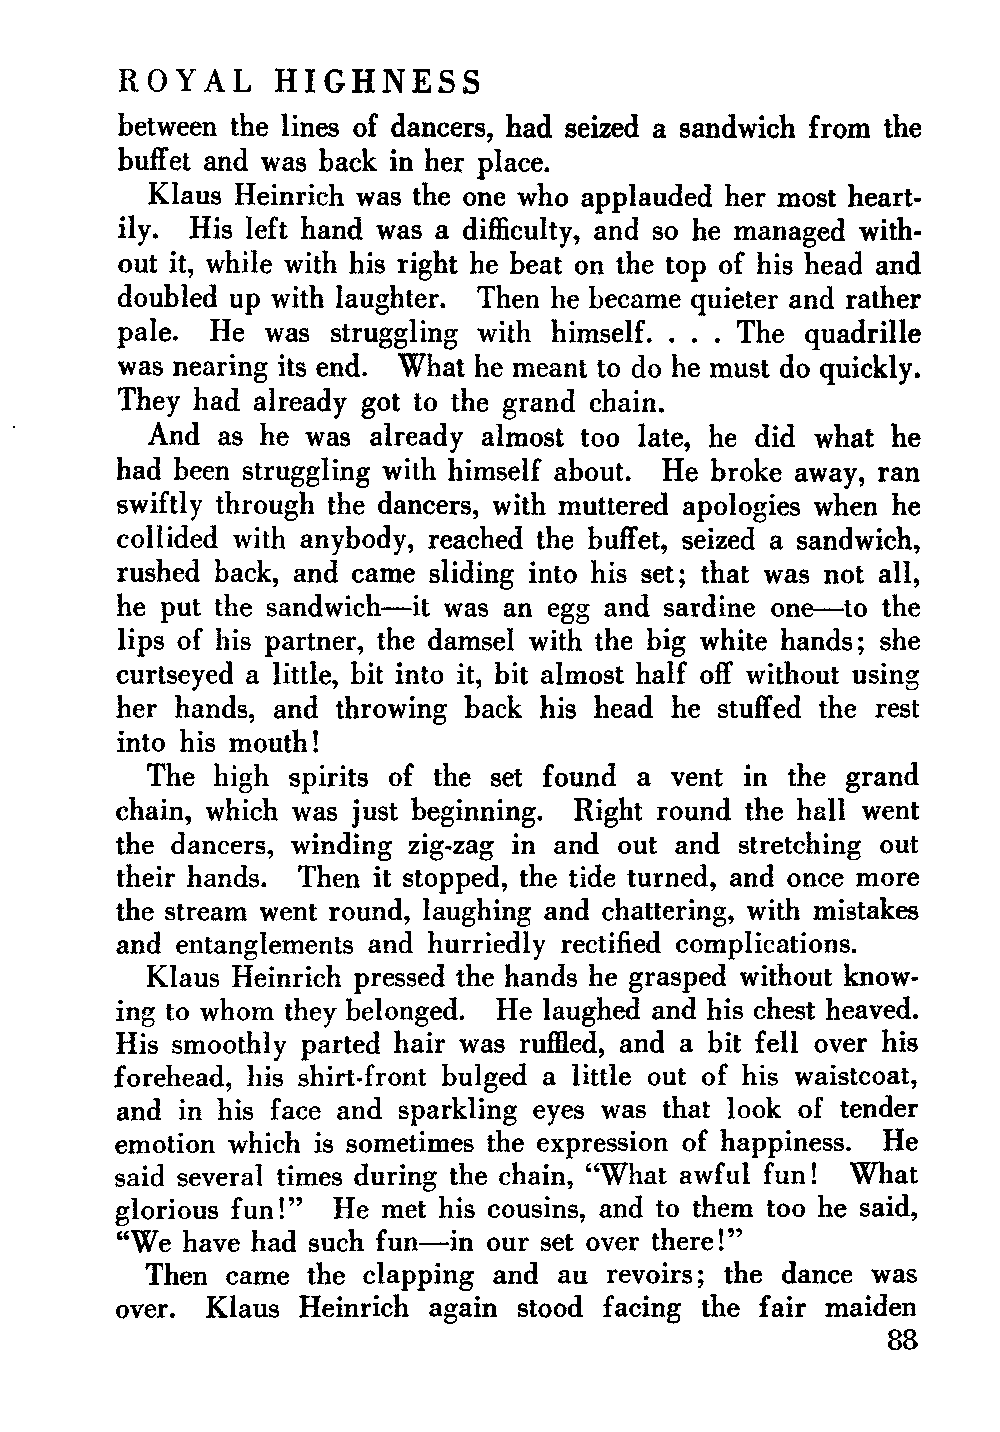 ROYAL HIGHNESS
between the lines of dancers, had seized a sandwich from the
buffet and was back in her place.
Klaus Heinrich was the one who applauded her most heart-
ily. His left hand was a difficulty, and so he managed with-
out it, while with his right he beat on the top of his head and
doubled up with laughter. Then he became quieter and rather
pale. He was struggling with himself. . . . The quadrille
was nearing its end. What he meant to do he must do quickly.
They had already got to the grand chain.
And as he was already almost too late, he did what he
had been struggling with himself about. He broke away, ran
swiftly through the dancers, with muttered apologies when he
collided with anybody, reached the buffet, seized a sandwich,
rushed back, and came sliding into his set; that was not all,
he put the sandwich—it was an egg and sardine one—to the
lips of his partner, the damsel with the big white hands; she
curtseyed a little, bit into it, bit almost half off without using
her hands, and throwing back his head he stuffed the rest
into his mouth!
The high spirits of the set found a vent in the grand
chain, which was just beginning. Right round the hall went
the dancers, winding zig-zag in and out and stretching out
their hands. Then it stopped, the tide turned, and once more
the stream went round, laughing and chattering, with mistakes
and entanglements and hurriedly rectified complications.
Klaus Heinrich pressed the hands he grasped without know-
ing to whom they belonged. He laughed and his chest heaved.
His smoothly parted hair was ruffled, and a bit fell over his
forehead, his shirt-front bulged a little out of his waistcoat,
and in his face and sparkling eyes was that look of tender
emotion which is sometimes the expression of happiness. He
said several times during the chain, “What awful fun! What
glorious fun!” He met his cousins, and to them too he said,
“We have had such fun—in our set over there!”
Then came the clapping and au revoirs; the dance was
over. Klaus Heinrich again stood facing the fair maiden
88